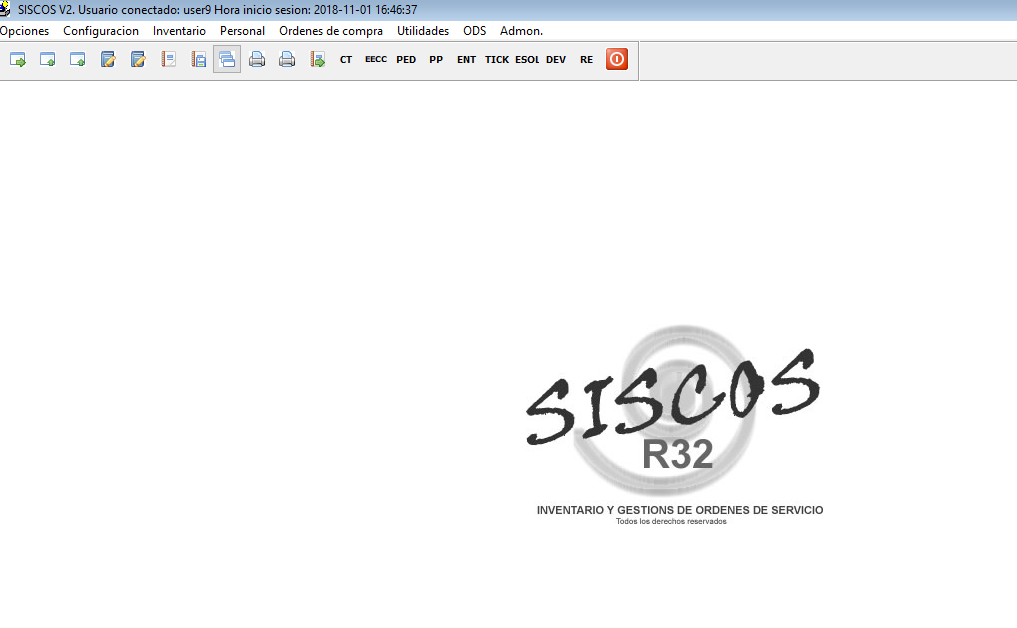 SISCOS V2. Usuario conectado: user9 Hora inicio sesion: 2018-11-01 16:46:37
Opciones Configuracion Inventario Personal Ordenes de compra Utilidades ODS Admon.
CT EECC PED PP ENT TICK ESOL DEV RE
SISCOS
R32
INVENTARIO Y GESTIONS DE ORDENES DE SERVICIO
Todos los derechos reservados